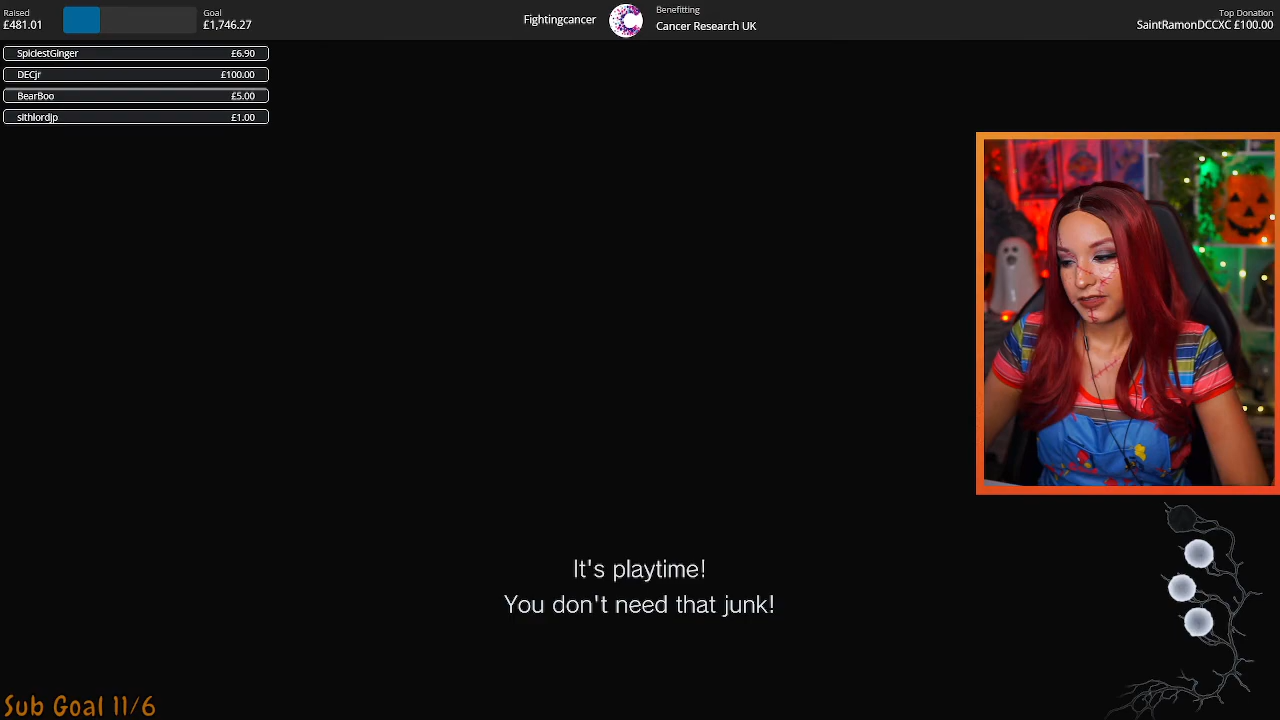 Raised
£481.01
Goal
£1,746.27
Fightingcancer
Benefitting
Cancer Research UK
Top Donation
SaintRamonDCCXC £100.00
SpiciestGinger £6.90
DECjr £100.00
BearBoo £5.00
sithlordjp £1.00
It's playtime!
You don't need that junk!
Sub Goal 11/6